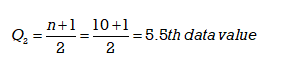 Q₂ = (n+1)/2 = (10+1)/2 = 5.5th data value